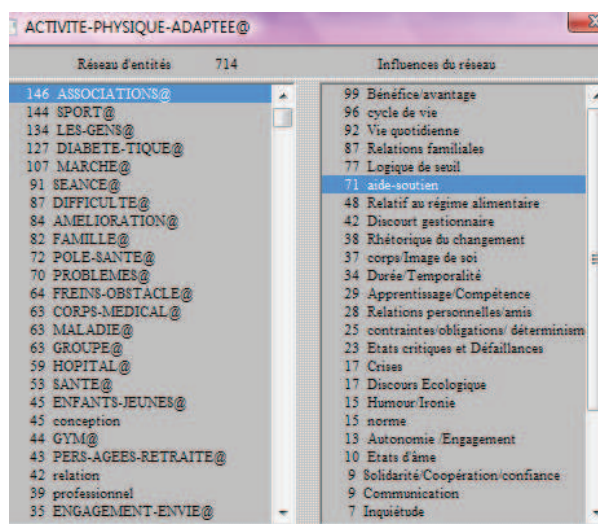 ACTIVITE-PHYSIQUE-ADAPTEE@
Réseau d'entités 714
146 ASSOCIATIONS@
144 SPORT@
134 LES-GENS@
127 DIABETE-TIQUE@
107 MARCHE@
91 SEANCE@
87 DIFFICULTE@
84 AMELIORATION@
82 FAMILLE@
72 POLE-SANTE@
70 PROBLEMES@
64 FREINS-OBSTACLE@
63 CORPS-MEDICAL@
63 MALADIE@
63 GROUPE@
59 HOPITAL@
53 SANTE@
45 ENFANTS-JEUNES@
45 conception
44 GYM@
43 PERS-AGEES-RETRAITE@
42 relation
39 professionnel
35 ENGAGEMENT-ENVIE@
Influences du réseau
99 Bénéfice/avantage
96 cycle de vie
92 Vie quotidienne
87 Relations familiales
77 Logique de seuil
71 aide-soutien
48 Relatif au régime alimentaire
42 Discourt gestionnaire
38 Rhétorique du changement
37 corps/Image de soi
34 Durée/Temporalité
29 Apprentissage/Compétence
28 Relations personnelles/amis
25 contraintes/obligations/ déterminism
23 Etats critiques et Défaillances
17 Crises
17 Discours Ecologique
15 Humour/Ironie
15 norme
13 Autonomie /Engagement
10 Etats d'âme
9 Solidarité/Coopération/confiance
9 Communication
7 Inquiétude